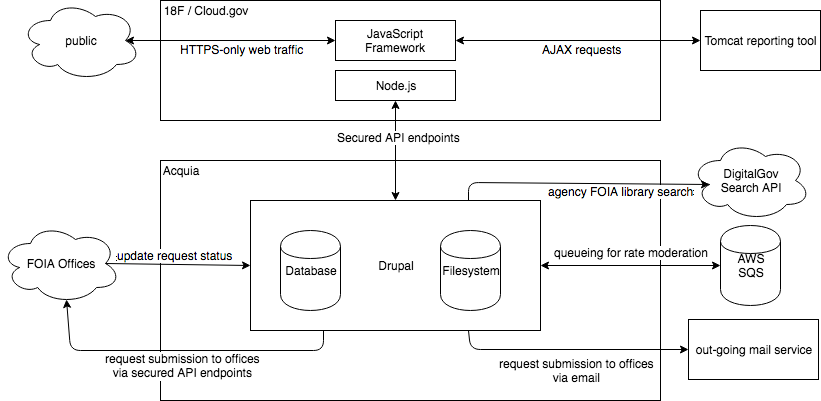 18F / Cloud.gov
public
HTTPS-only web traffic
JavaScript
Framework
AJAX requests
Tomcat reporting tool
Node.js
Secured API endpoints
Acquia
DigitalGov
Search API
agency FOIA library search
FOIA Offices
update request status
Database
Drupal
Filesystem
queueing for rate moderation
AWS
SQS
request submission to offices
via secured API endpoints
request submission to offices
via email
out-going mail service